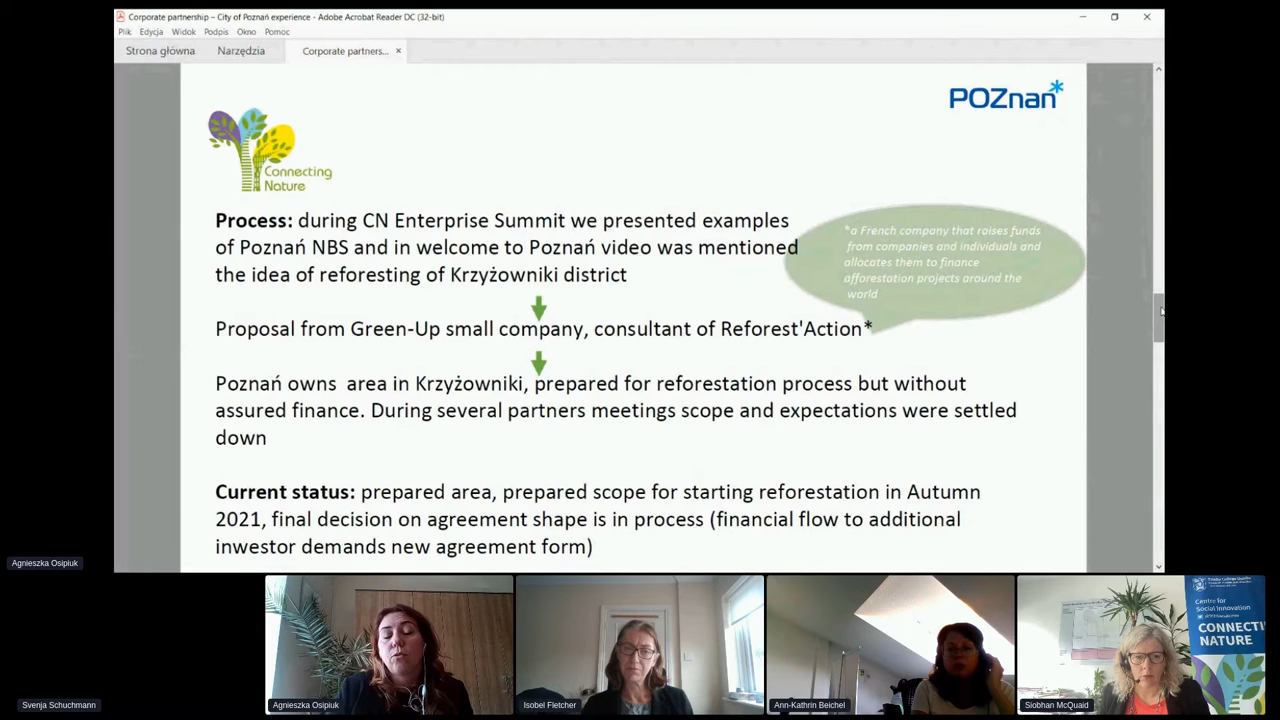 Corporate partnership – City of Poznań experience - Adobe Acrobat Reader DC (32-bit)
Plik Edycja Widok Podpis Okno Pomoc
Strona główna Narzędzia Corporate partners... ×
POZnan*
Connecting
Nature
Process: during CN Enterprise Summit we presented examples
of Poznań NBS and in welcome to Poznań video was mentioned
the idea of reforesting of Krzyżowniki district
*a French company that raises funds
from companies and individuals and
allocates them to finance
afforestation projects around the
world
Proposal from Green-Up small company, consultant of Reforest'Action*
Poznań owns area in Krzyżowniki, prepared for reforestation process but without
assured finance. During several partners meetings scope and expectations were settled
down
Current status: prepared area, prepared scope for starting reforestation in Autumn
2021, final decision on agreement shape is in process (financial flow to additional
inwestor demands new agreement form)
Agnieszka Osipiuk
Centre for
Social Innovation
CONNECTI
NATURE
Svenja Schuchmann
Agnieszka Osipiuk
Isobel Fletcher
Ann-Kathrin Beichel
Siobhan McQuaid